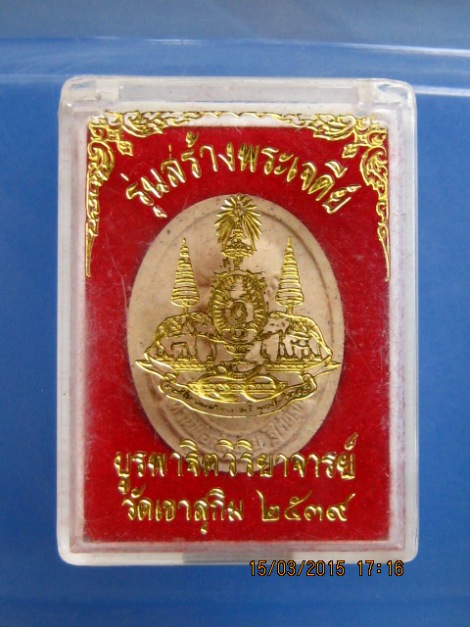 รุ่นสร้างพระเจดีย์
บูรพาจิตวิริยาจารย์
วัดเขาสุกิม ๒๕๓๙
15/03/2015 17:16